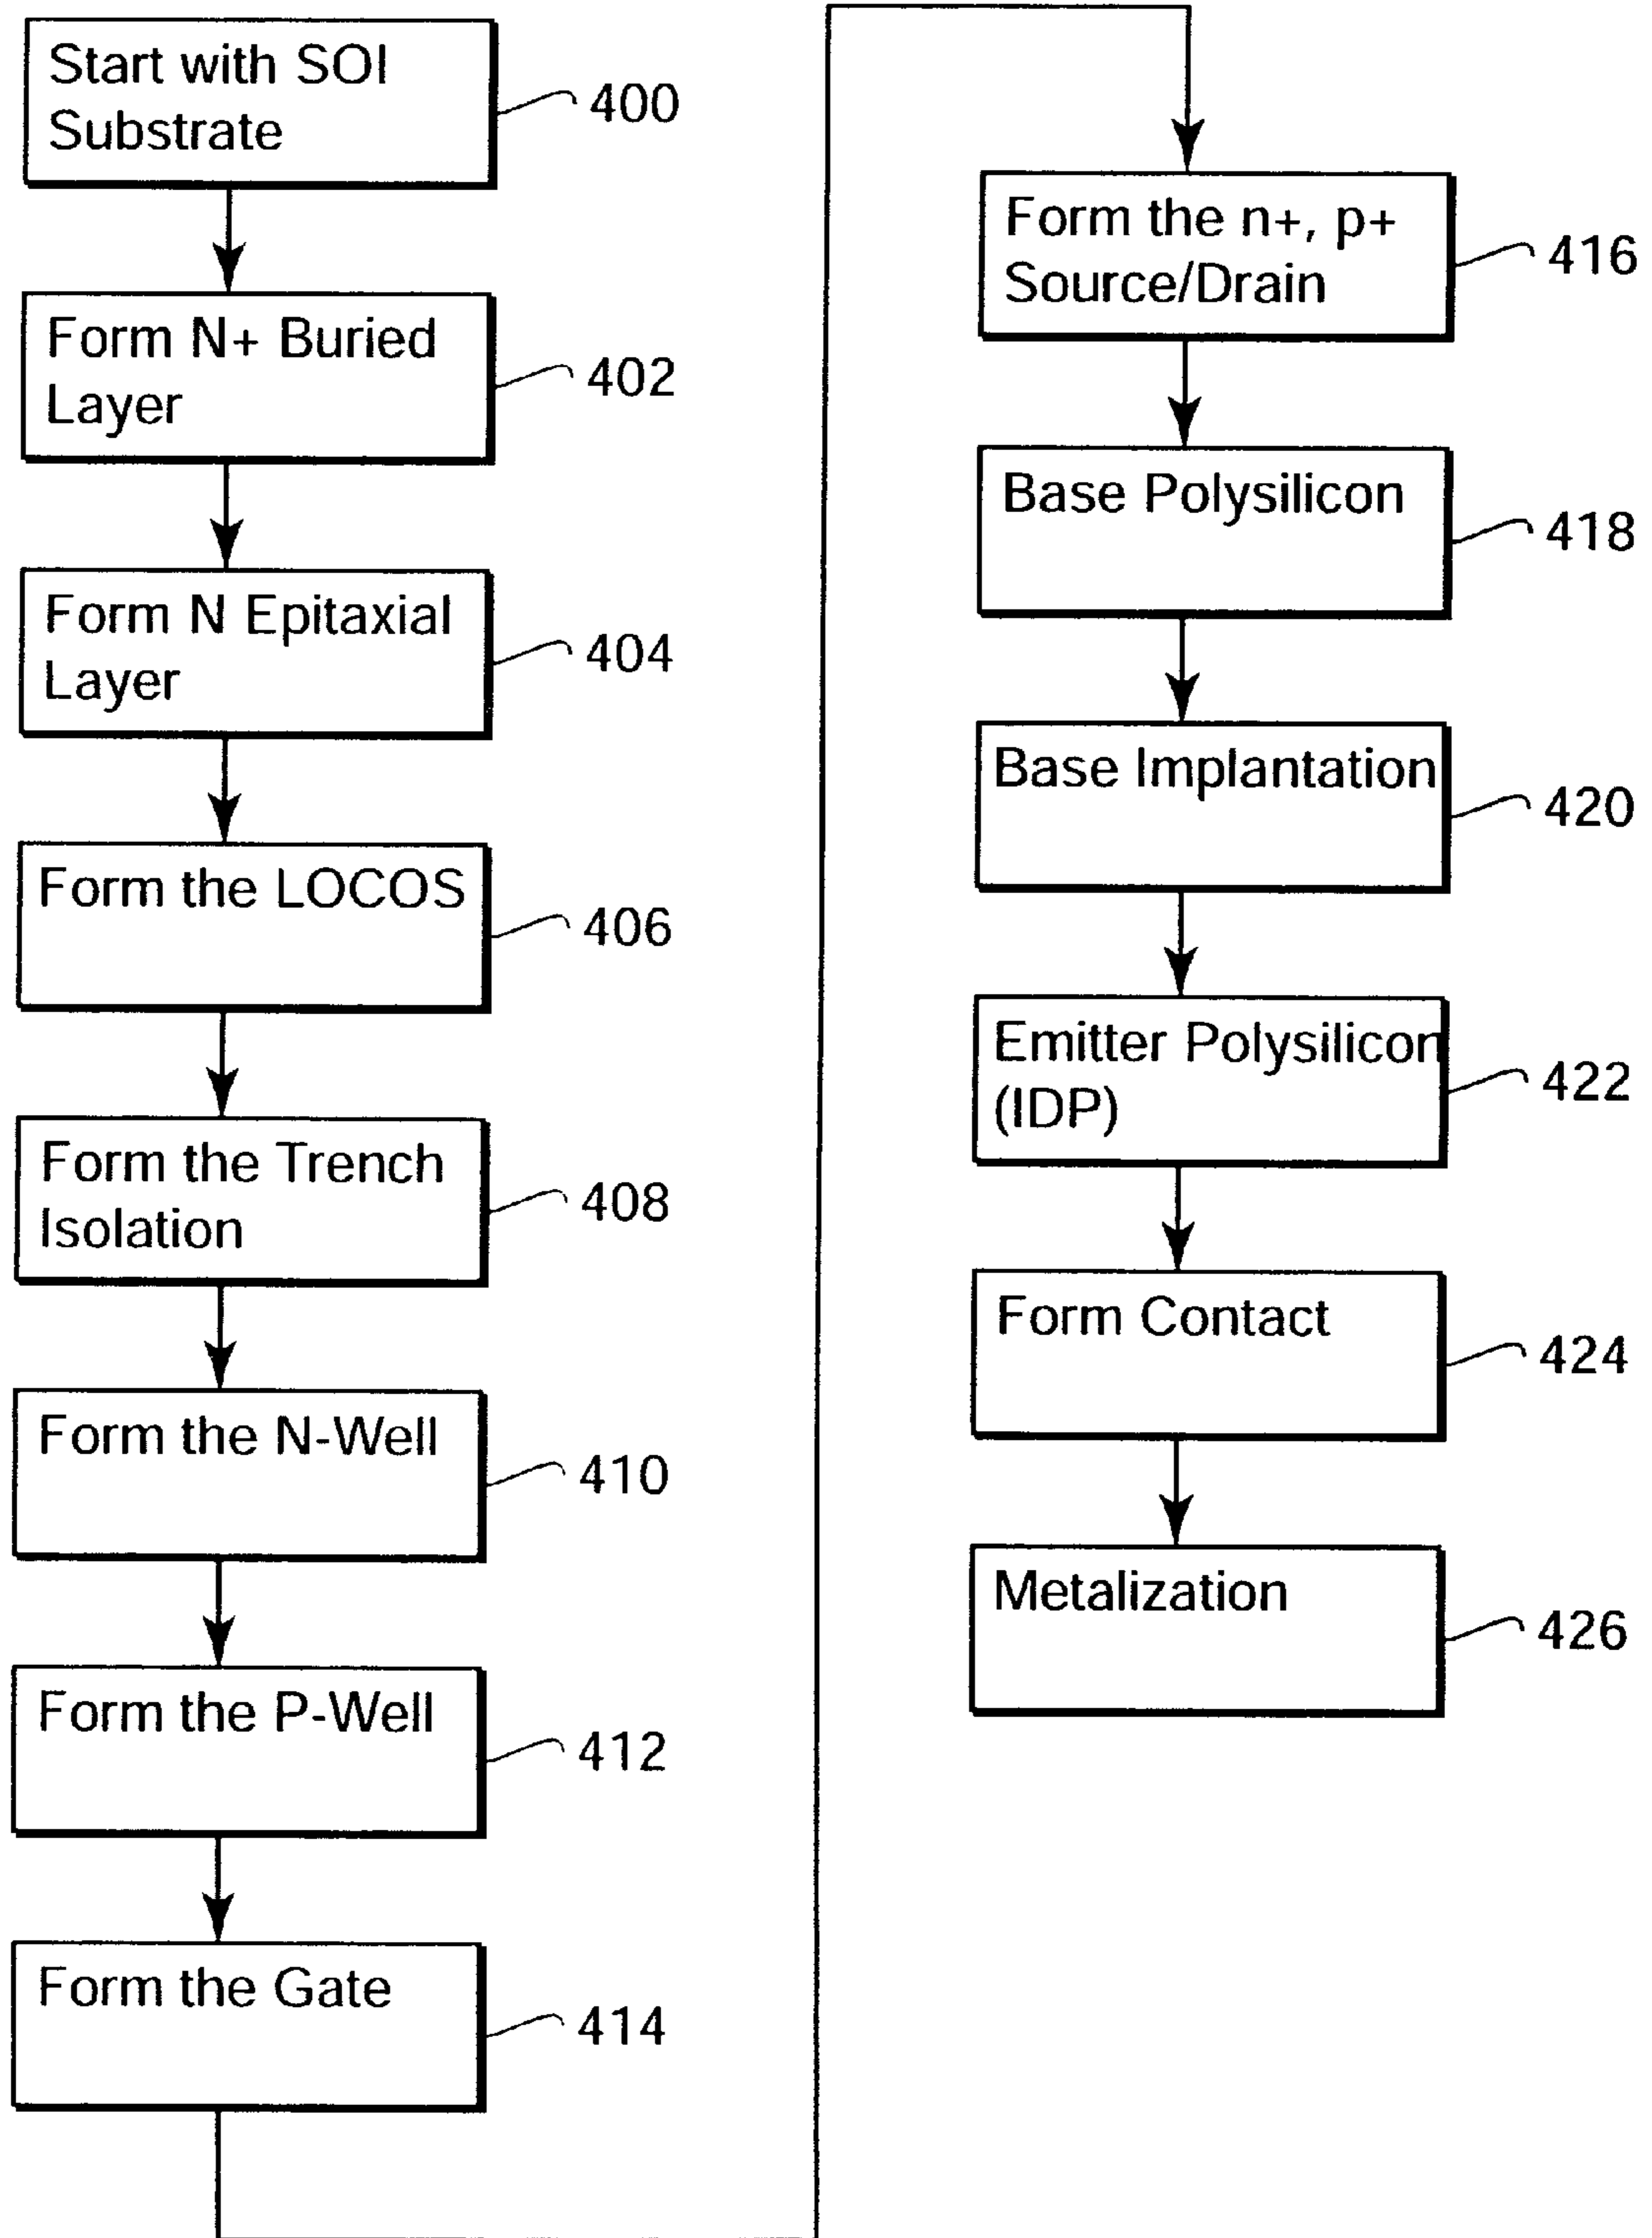 Start with SOI
Substrate
400
Form N+ Buried
Layer
402
Form N Epitaxial
Layer
404
Form the LOCOS
406
Form the Trench
Isolation
408
Form the N-Well
410
Form the P-Well
412
Form the Gate
414
Form the n+, p+
Source/Drain
416
Base Polysilicon
418
Base Implantation
420
Emitter Polysilicon
(IDP)
422
Form Contact
424
Metalization
426